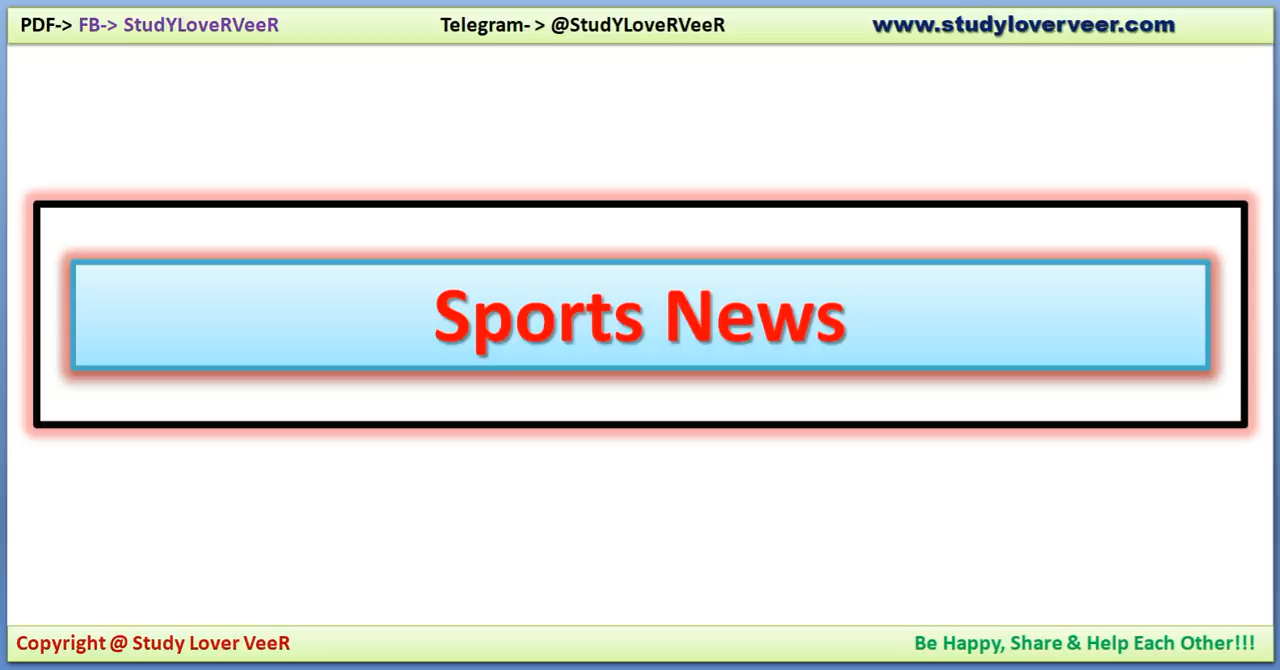 PDF-> FB-> StudYLoveRVeeR Telegram- > @StudYLoveRVeeR www.studyloverveer.com
Sports News
Copyright @ Study Lover VeeR Be Happy, Share & Help Each Other!!!